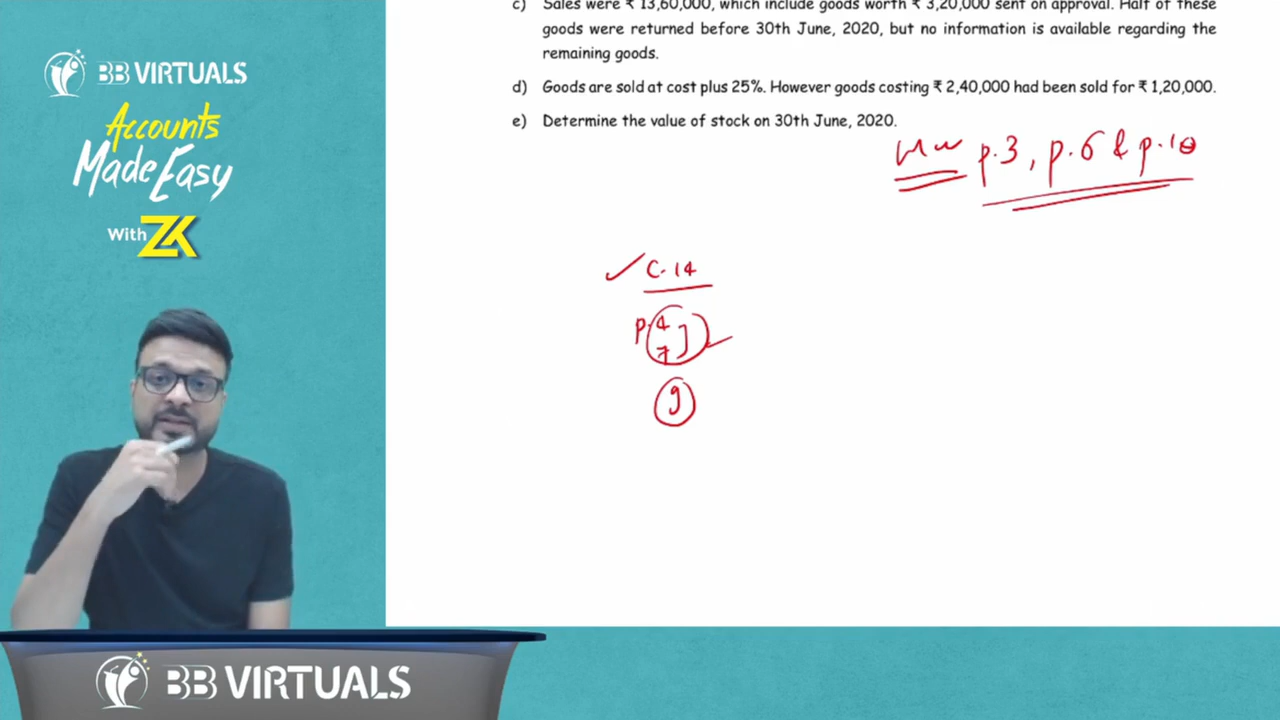 BB VIRTUALS
Accounts
Made Easy
With ZK
c) Sales were ₹ 13,60,000, which include goods worth ₹ 3,20,000 sent on approval. Half of these
goods were returned before 30th June, 2020, but no information is available regarding the
remaining goods.
d) Goods are sold at cost plus 25%. However goods costing ₹ 2,40,000 had been sold for ₹ 1,20,000.
e) Determine the value of stock on 30th June, 2020.
p.3, p.6 & p.10
C.14
p.4
7
9
BB VIRTUALS